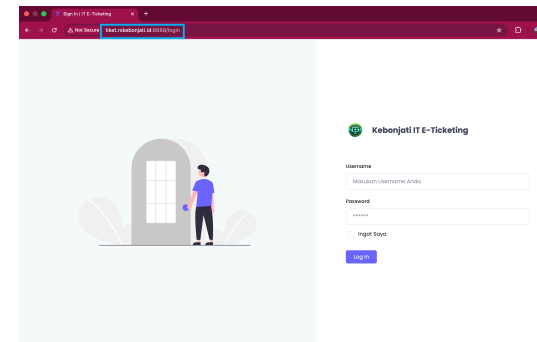 Sign In | IT E-Ticketing
Not Secure tiket.rskebonjati.id:8888/login
Kebonjati IT E-Ticketing
Username
Masukan Username Anda
Password
••••••
Ingat Saya
Log In